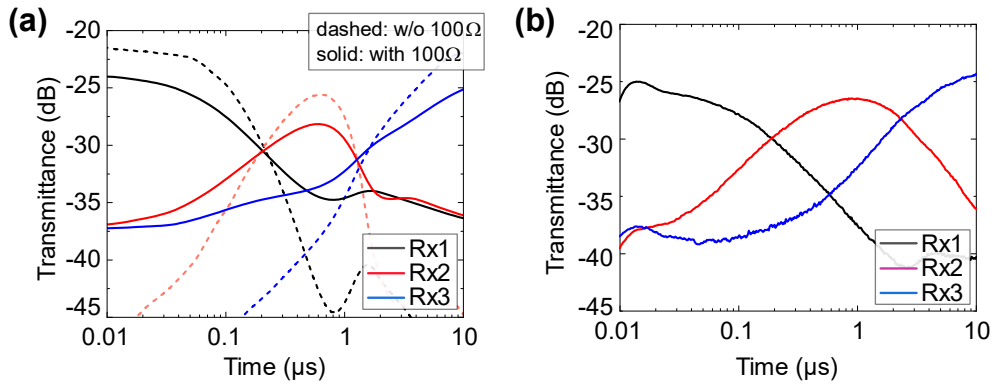 (a)
dashed: w/o 100Ω
solid: with 100Ω
-20
-25
-30
-35
-40
-45
Transmittance (dB)
Rx1
Rx2
Rx3
0.01
0.1
1
10
Time (µs)
(b)
-20
-25
-30
-35
-40
-45
Transmittance (dB)
Rx1
Rx2
Rx3
0.01
0.1
1
10
Time (µs)